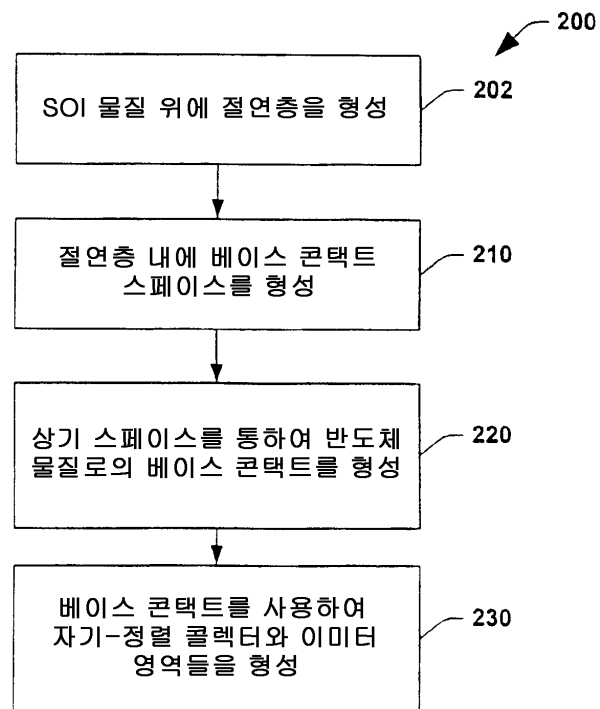 200
SOI 물질 위에 절연층을 형성
202
절연층 내에 베이스 콘택트
스페이스를 형성
210
상기 스페이스를 통하여 반도체
물질로의 베이스 콘택트를 형성
220
베이스 콘택트를 사용하여
자기-정렬 콜렉터와 이미터
영역들을 형성
230